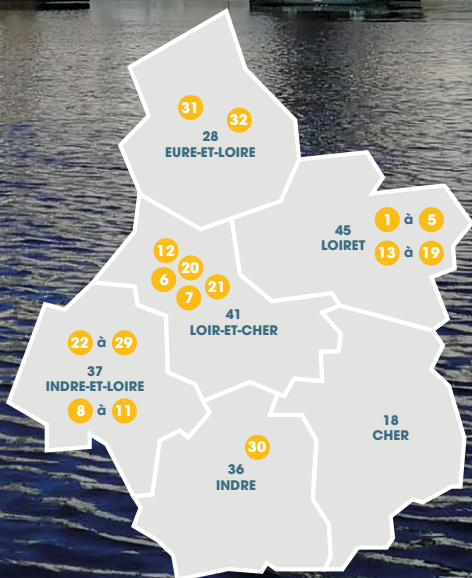 31
32
28
EURE-ET-LOIRE
1 à 5
45
LOIRET
13 à 19
12
20
6
21
7
41
LOIR-ET-CHER
22 à 29
37
INDRE-ET-LOIRE
8 à 11
18
CHER
30
36
INDRE